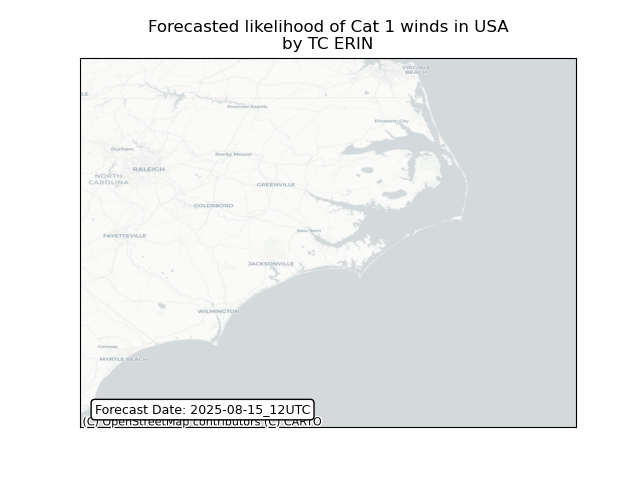 Forecasted likelihood of Cat 1 winds in USA
by TC ERIN
VIRGINIA
BEACH
LE
Roanoke Rapids
Elizabeth City
Durham
Rocky Mount
RALEIGH
NORTH
CAROLINA
GREENVILLE
GOLDSBORO
New Bern
FAYETTEVILLE
JACKSONVILLE
WILMINGTON
Conway
MYRTLE BEACH
Forecast Date: 2025-08-15_12UTC
(C) OpenStreetMap contributors (C) CARTO